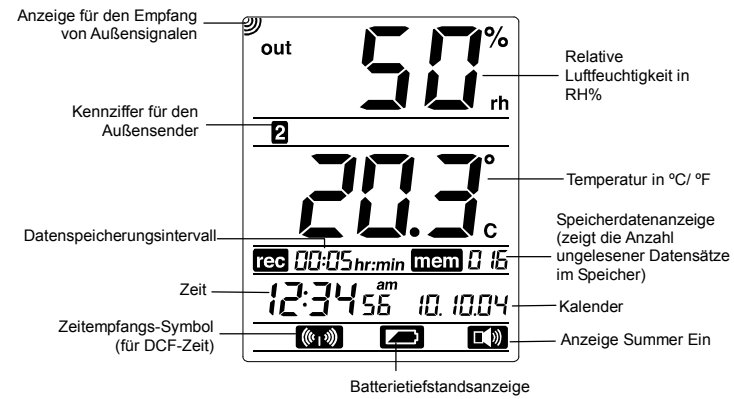 Anzeige für den Empfang
von Außensignalen
out
50%
rh
Relative
Luftfeuchtigkeit in
RH%
Kennziffer für den
Außensender
2
20.3°
c
Temperatur in ºC/ ºF
Datenspeicherungsintervall
Speicherdatenanzeige
(zeigt die Anzahl
ungelesener Datensätze
im Speicher)
rec 00:05 hr:min mem 016
Zeit
12:34 56 am 10.10.04
Kalender
Zeitempfangs-Symbol
(für DCF-Zeit)
Anzeige Summer Ein
Batterietiefstandsanzeige